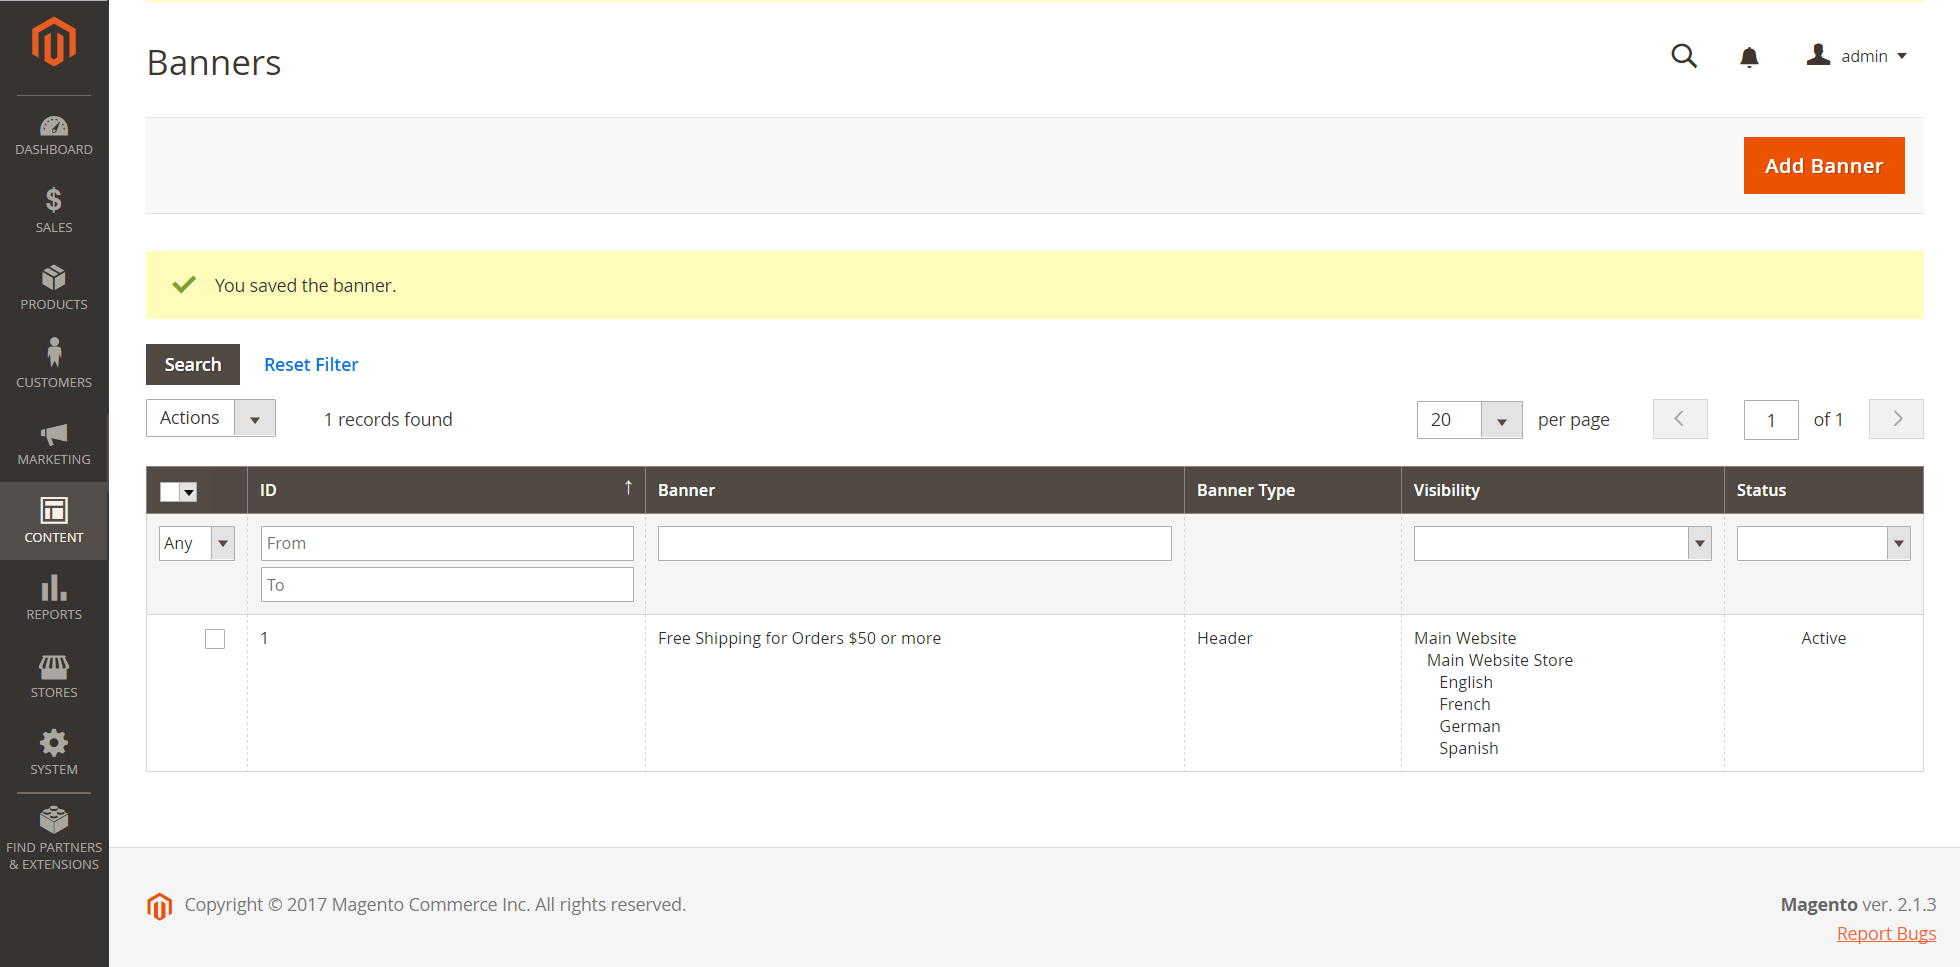 Banners
admin
DASHBOARD
SALES
PRODUCTS
CUSTOMERS
MARKETING
CONTENT
REPORTS
STORES
SYSTEM
FIND PARTNERS
& EXTENSIONS
Add Banner
You saved the banner.
Search Reset Filter
Actions 1 records found 20 per page 1 of 1
ID ↑ Banner Banner Type Visibility Status
Any From
To
1 Free Shipping for Orders $50 or more Header Main Website Active
Main Website Store
English
French
German
Spanish
Copyright © 2017 Magento Commerce Inc. All rights reserved. Magento ver. 2.1.3
Report Bugs